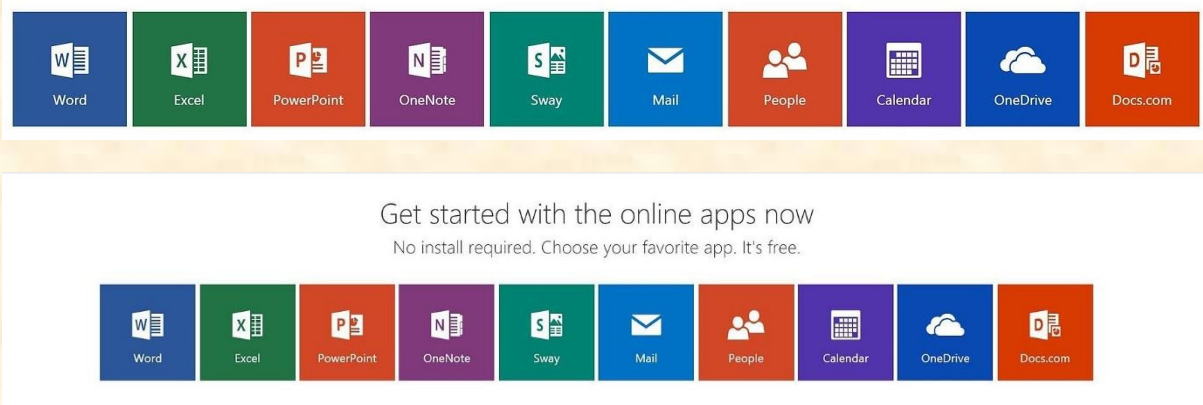 Word Excel PowerPoint OneNote Sway Mail People Calendar OneDrive Docs.com
Get started with the online apps now
No install required. Choose your favorite app. It's free.
Word Excel PowerPoint OneNote Sway Mail People Calendar OneDrive Docs.com